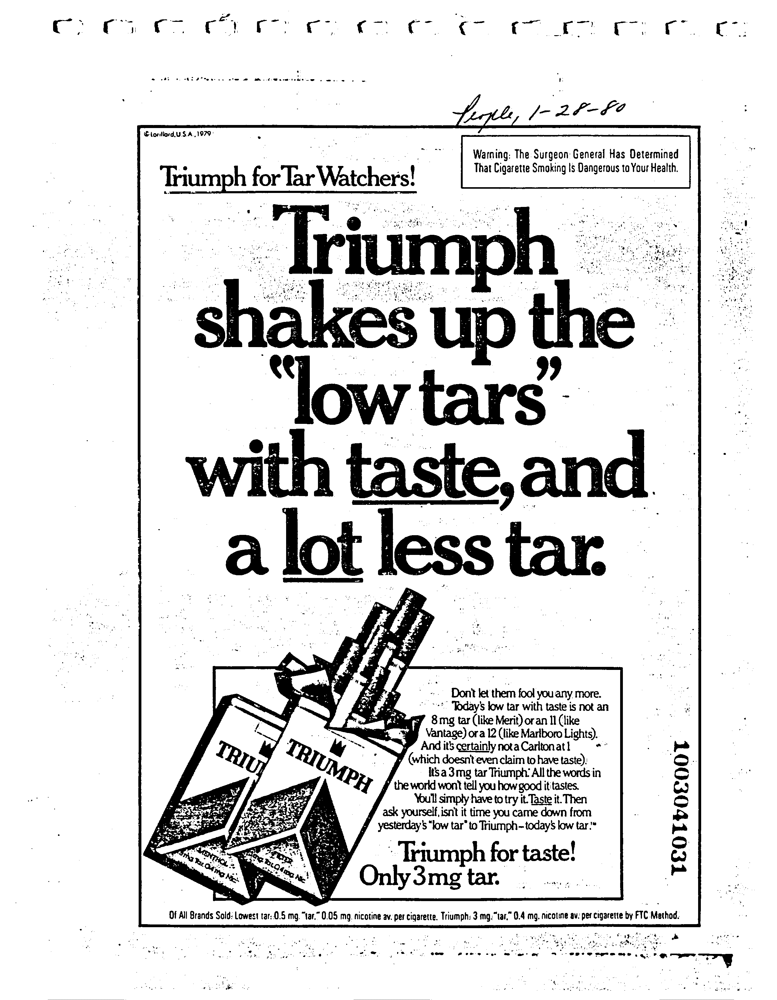 People, 1-28-80
© Lorillard, U.S.A., 1979
Warning: The Surgeon General Has Determined
That Cigarette Smoking Is Dangerous to Your Health.
Triumph for Tar Watchers!
Triumph
shakes up the
"low tars"
with taste, and
a lot less tar.
Don't let them fool you any more.
Today's low tar with taste is not an
8 mg tar (like Merit) or an 11 (like
Vantage) or a 12 (like Marlboro Lights).
And it's certainly not a Carlton at 1
(which doesn't even claim to have taste).
It's a 3 mg tar Triumph. All the words in
the world won't tell you how good it tastes.
You'll simply have to try it. Taste it. Then
ask yourself, isn't it time you came down from
yesterday's "low tar" to Triumph–today's low tar."
TRIU
TRIUMPH
MENTHOL
FILTER
Triumph for taste!
Only 3 mg tar.
1003041031
Of All Brands Sold: Lowest tar: 0.5 mg. "tar," 0.05 mg. nicotine av. per cigarette. Triumph: 3 mg. "tar," 0.4 mg. nicotine av. per cigarette by FTC Method.